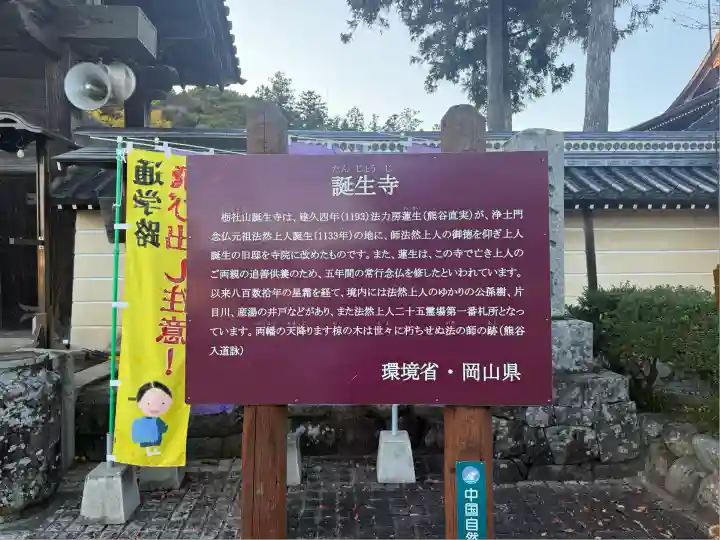 たんじょうじ
誕生寺
栃社山誕生寺は、建久四年(1193)法力房蓮生(熊谷直実)が、浄土門
念仏元祖法然上人誕生(1133年)の地に、師法然上人の御徳を仰ぎ上人
誕生の旧邸を寺院に改めたものです。また、蓮生は、この寺で亡き上人の
ご両親の追善供養のため、五年間の常行念仏を修したといわれています。
以来八百数拾年の星霜を経て、境内には法然上人のゆかりの公孫樹、片
目川、産湯の井戸などがあり、また法然上人二十五霊場第一番札所となっ
ています。両幡の天降ります椋の木は世々に朽ちせぬ法の師の跡(熊谷
入道詠)
環境省・岡山県
通学路
飛び出し注意!
中国自然